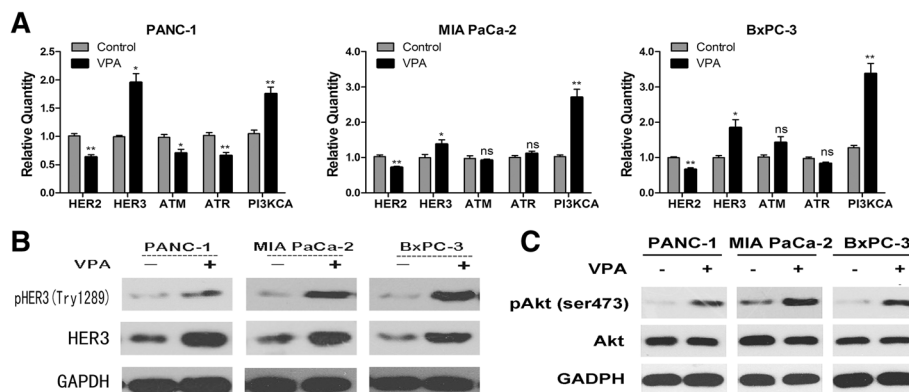 A
PANC-1
Control
VPA
Relative Quantity
2.5
2.0
1.5
1.0
0.5
0.0
**
*
*
**
**
HER2 HER3 ATM ATR PI3KCA
MIA PaCa-2
Control
VPA
Relative Quantity
4.0
3.0
2.0
1.0
0.0
**
*
ns
ns
**
HER2 HER3 ATM ATR PI3KCA
BxPC-3
Control
VPA
Relative Quantity
4.0
3.0
2.0
1.0
0.0
**
*
ns
ns
**
HER2 HER3 ATM ATR PI3KCA
B
PANC-1 MIA PaCa-2 BxPC-3
VPA — + — + — +
pHER3(Try1289)
HER3
GAPDH
C
PANC-1 MIA PaCa-2 BxPC-3
VPA - + - + - +
pAkt (ser473)
Akt
GADPH